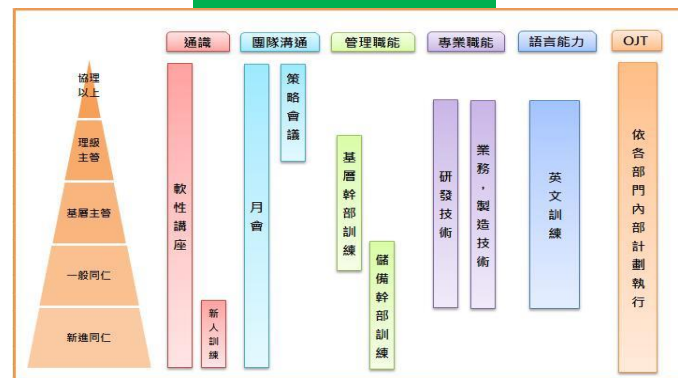 通識
團隊溝通
管理職能
專業職能
語言能力
OJT
協理
以上
理級
主管
基層主管
一般同仁
新進同仁
軟性講座
新人訓練
月會
策略會議
基層幹部訓練
儲備幹部訓練
研發技術
業務，製造技術
英文訓練
依各部門內部計劃執行